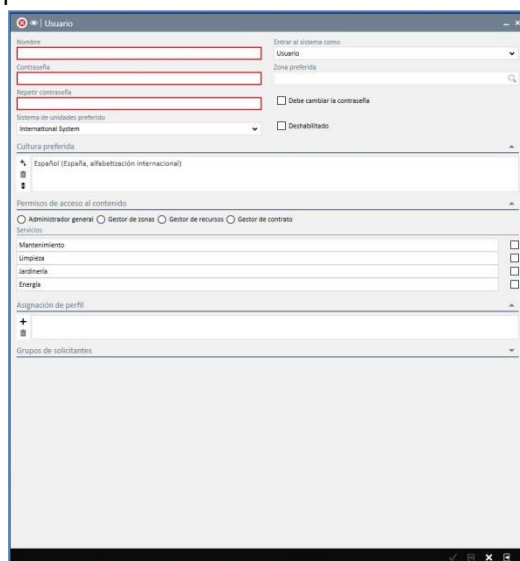 Usuario
Nombre
Entrar al sistema como
Usuario
Contraseña
Zona preferida
Repetir contraseña
Debe cambiar la contraseña
Sistema de unidades preferido
International System
Deshabilitado
Cultura preferida
Español (España, alfabetización internacional)
Permisos de acceso al contenido
Administrador general Gestor de zonas Gestor de recursos Gestor de contrato
Servicios
Mantenimiento
Limpieza
Jardinería
Energía
Asignación de perfil
Grupos de solicitantes